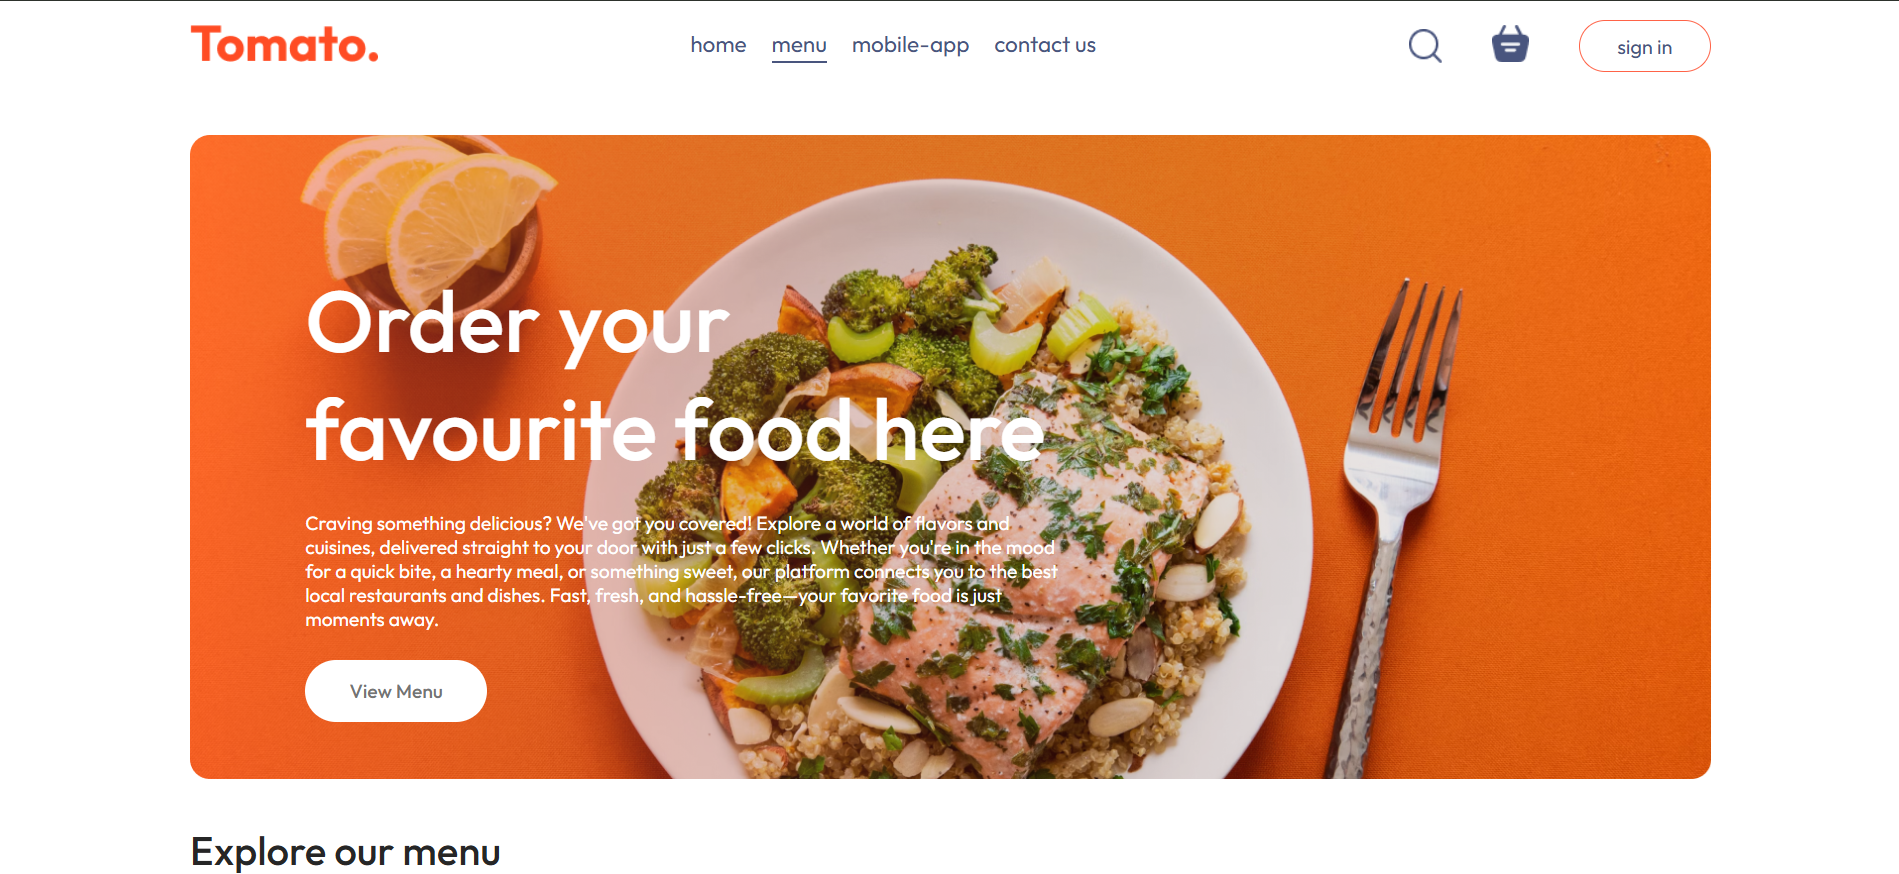 Tomato.
home menu mobile-app contact us
sign in
Order your
favourite food here
Craving something delicious? We've got you covered! Explore a world of flavors and
cuisines, delivered straight to your door with just a few clicks. Whether you're in the mood
for a quick bite, a hearty meal, or something sweet, our platform connects you to the best
local restaurants and dishes. Fast, fresh, and hassle-free—your favorite food is just
moments away.
View Menu
Explore our menu